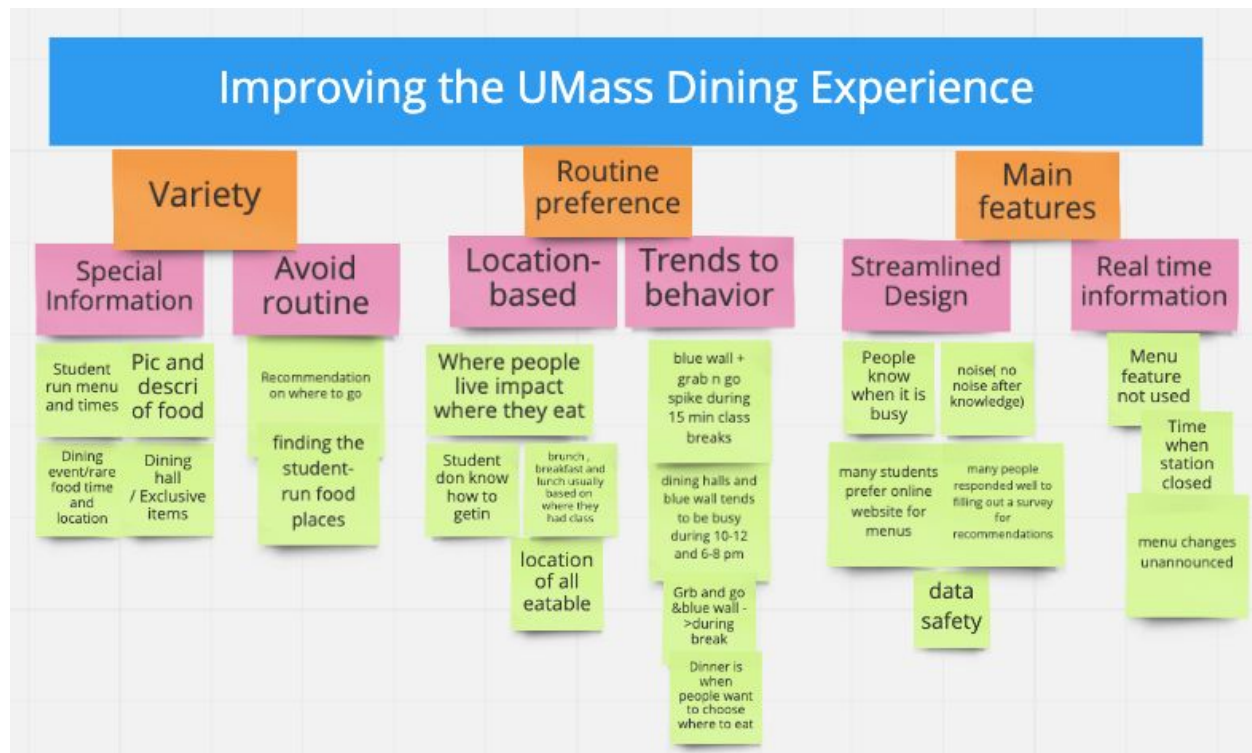 Improving the UMass Dining Experience
Variety
Routine
preference
Main
features
Special
Information
Avoid
routine
Location-
based
Trends to
behavior
Streamlined
Design
Real time
information
Student
run menu
and times
Pic and
descri
of food
Dining
event/rare
food time
and
location
Dining
hall
/ Exclusive
items
Recommendation
on where to go
finding the
student-
run food
places
Where people
live impact
where they eat
Student
don know
how to
getin
brunch ,
breakfast and
lunch usually
based on
where they
had class
location
of all
eatable
blue wall +
grab n go
spike during
15 min class
breaks
dining halls and
blue wall tends
to be busy
during 10-12
and 6-8 pm
Grb and go
&blue wall -
>during
break
Dinner is
when
people want
to choose
where to eat
People
know
when it is
busy
noise( no
noise after
knowledge)
many students
prefer online
website for
menus
many people
responded well to
filling out a survey
for
recommendations
data
safety
Menu
feature
not used
Time
when
station
closed
menu changes
unannounced